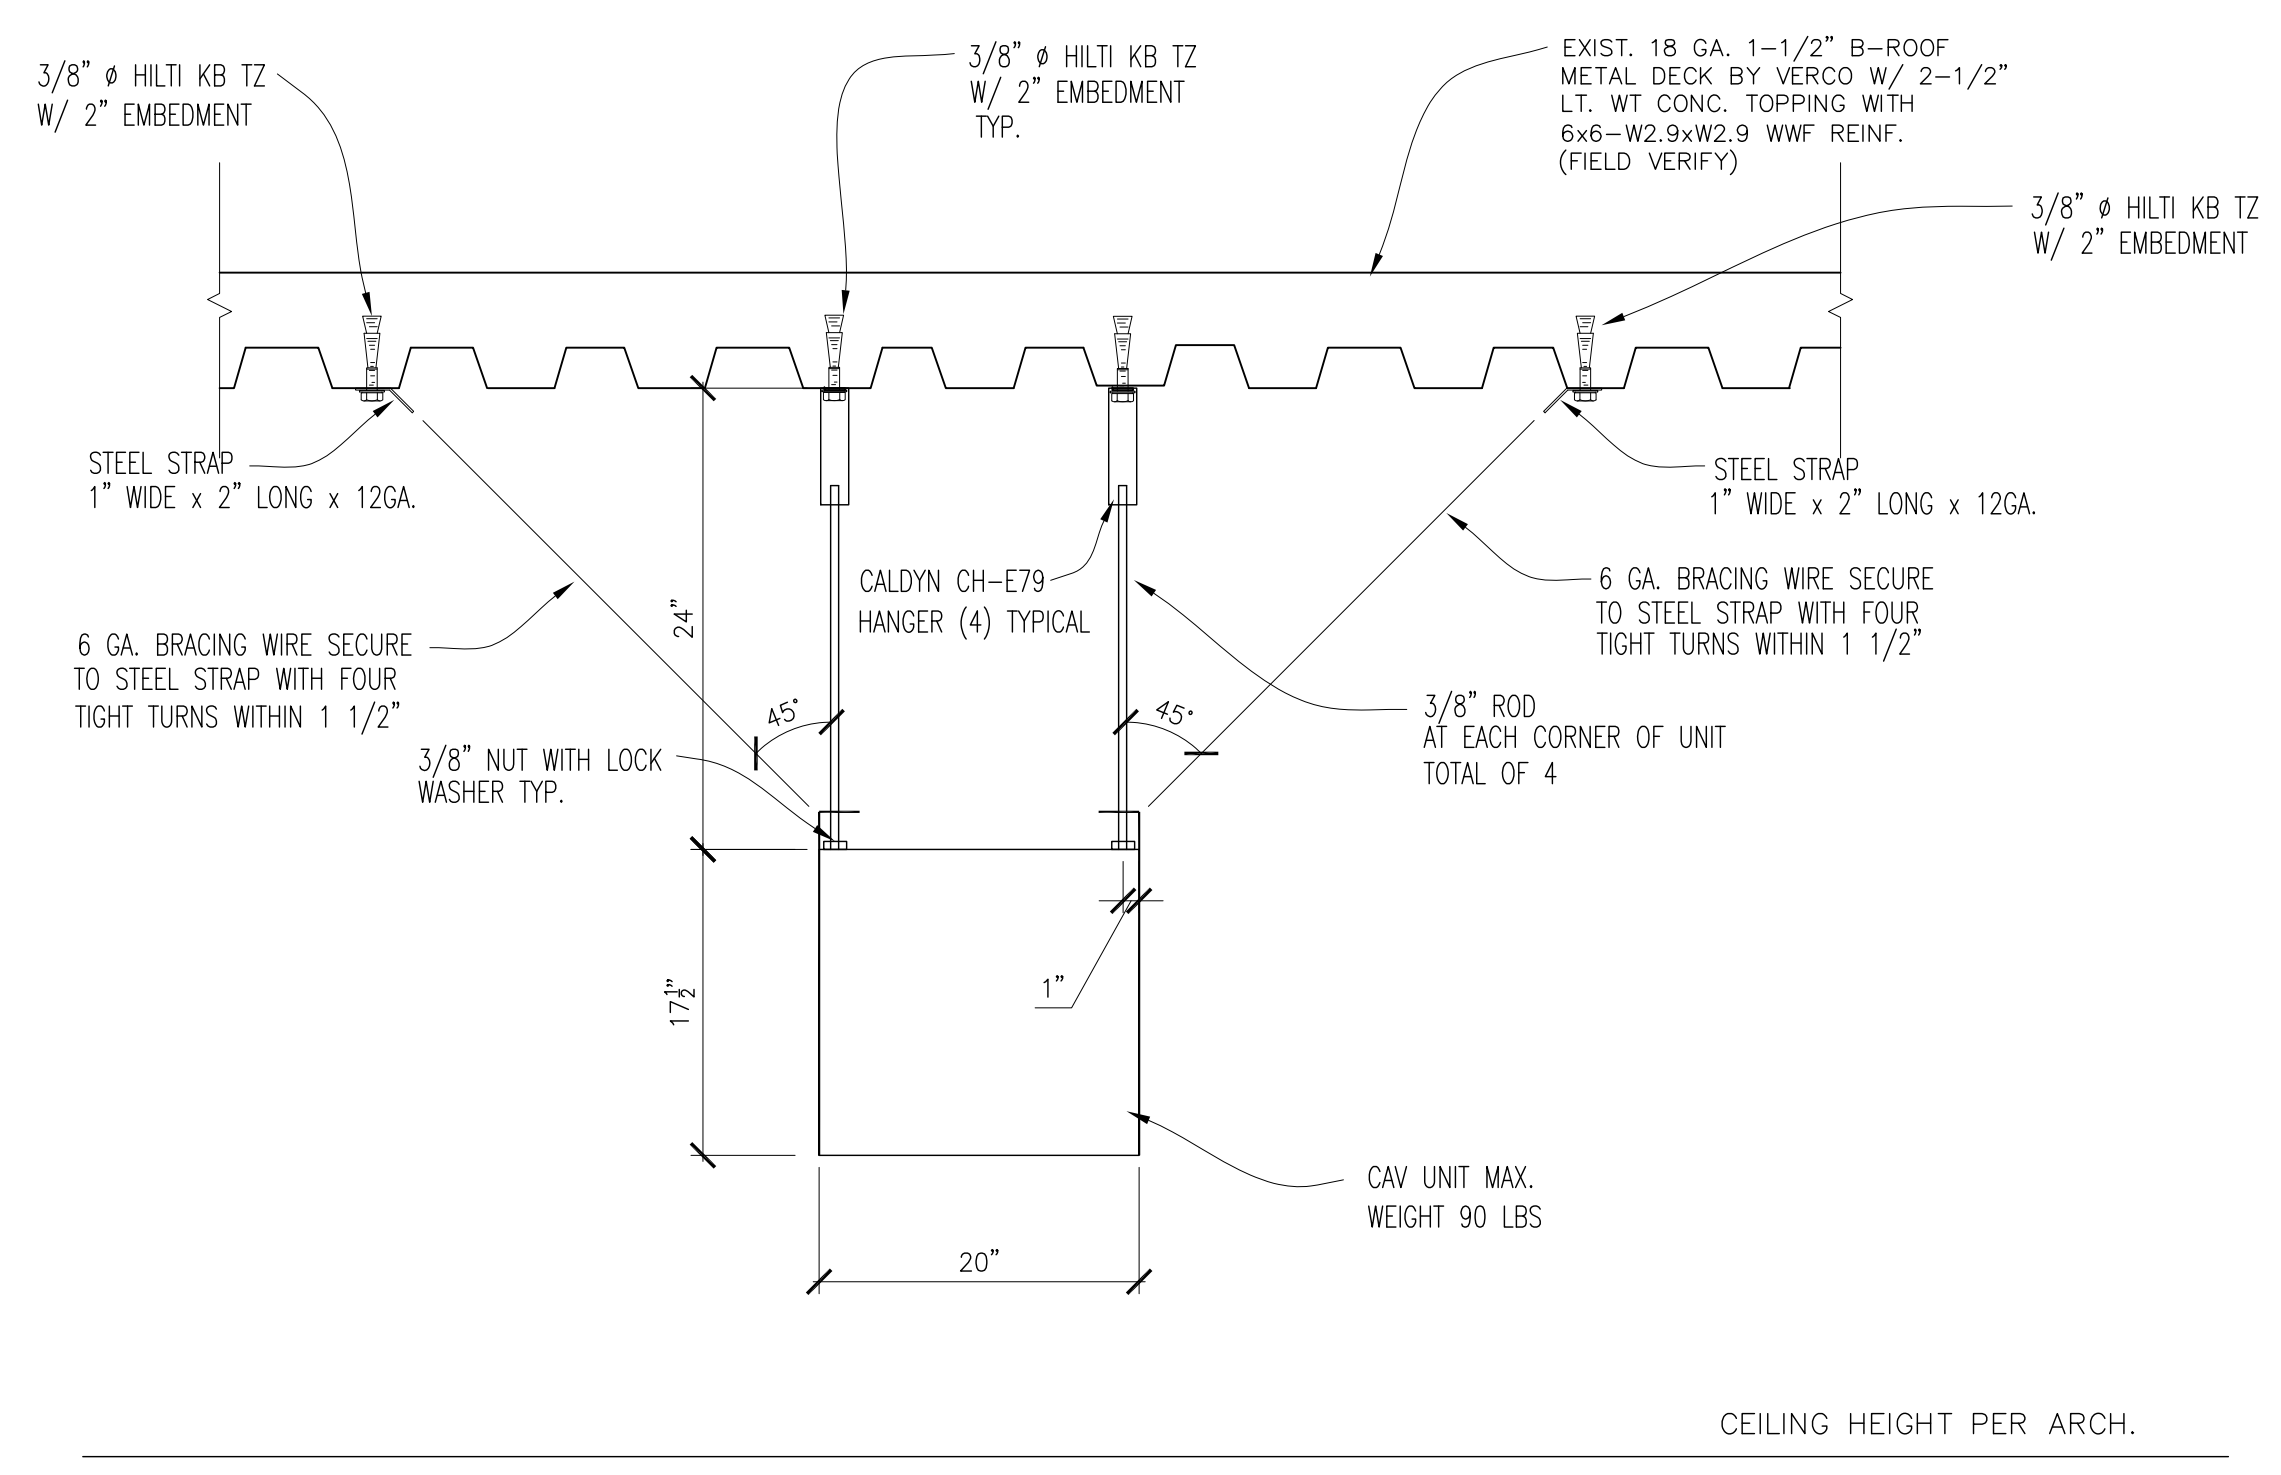 3/8” ϕ HILTI KB TZ
W/ 2” EMBEDMENT
3/8” ϕ HILTI KB TZ
W/ 2” EMBEDMENT
TYP.
EXIST. 18 GA. 1-1/2” B-ROOF
METAL DECK BY VERCO W/ 2-1/2”
LT. WT CONC. TOPPING WITH
6x6-W2.9xW2.9 WWF REINF.
(FIELD VERIFY)
3/8” ϕ HILTI KB TZ
W/ 2” EMBEDMENT
STEEL STRAP
1” WIDE x 2” LONG x 12GA.
STEEL STRAP
1” WIDE x 2” LONG x 12GA.
CALDYN CH-E79
HANGER (4) TYPICAL
6 GA. BRACING WIRE SECURE
TO STEEL STRAP WITH FOUR
TIGHT TURNS WITHIN 1 1/2”
24”
6 GA. BRACING WIRE SECURE
TO STEEL STRAP WITH FOUR
TIGHT TURNS WITHIN 1 1/2”
45°
45°
3/8” ROD
AT EACH CORNER OF UNIT
TOTAL OF 4
3/8” NUT WITH LOCK
WASHER TYP.
17 1/2”
1”
CAV UNIT MAX.
WEIGHT 90 LBS
20”
CEILING HEIGHT PER ARCH.